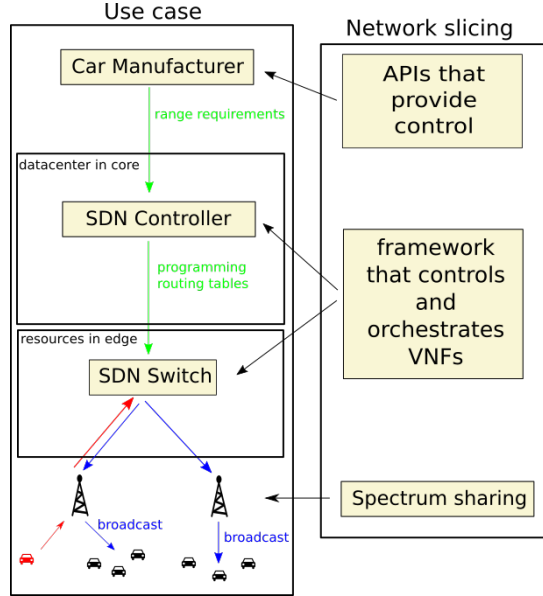 Use case
Car Manufacturer
range requirements
datacenter in core
SDN Controller
programming
routing tables
resources in edge
SDN Switch
broadcast
broadcast
Network slicing
APIs that
provide
control
framework
that controls
and
orchestrates
VNFs
Spectrum sharing